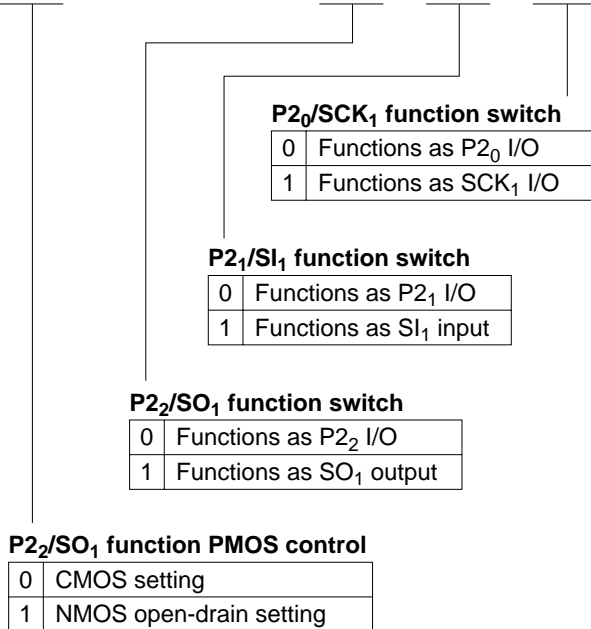 P2₀/SCK₁ function switch
0 Functions as P2₀ I/O
1 Functions as SCK₁ I/O
P2₁/SI₁ function switch
0 Functions as P2₁ I/O
1 Functions as SI₁ input
P2₂/SO₁ function switch
0 Functions as P2₂ I/O
1 Functions as SO₁ output
P2₂/SO₁ function PMOS control
0 CMOS setting
1 NMOS open-drain setting